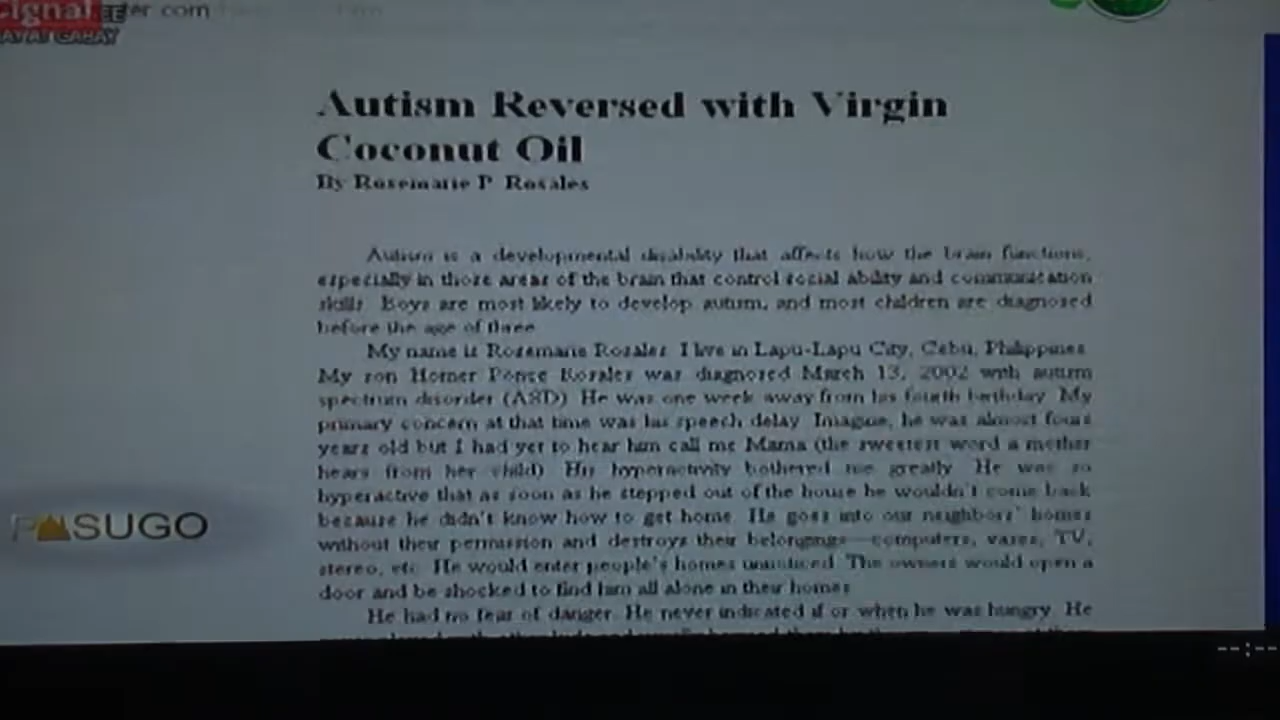 ignal
ter com
Autism Reversed with Virgin
Coconut Oil
By Rosemarie P Rosales
Autism is a developmental disability that affects how the brain functions,
especially in those areas of the brain that control social ability and communication
skills. Boys are most likely to develop autism, and most children are diagnosed
before the age of three
My name is Rosemarie Rosales. I live in Lapu-Lapu City, Cebu, Philippines.
My son Homer Ponce Rosales was diagnosed March 13, 2002 with autism
spectrum disorder (ASD). He was one week away from his fourth birthday. My
primary concern at that time was his speech delay. Imagine, he was almost fours
years old but I had yet to hear him call me Mama (the sweetest word a mother
hears from her child). His hyperactivity bothered me greatly. He was so
hyperactive that as soon as he stepped out of the house he wouldn't come back
because he didn't know how to get home. He goes into our neighbors' homes
PASUGO
without their permission and destroys their belongings—computers, vases, TV,
stereo, etc. He would enter people's homes unnoticed. The owners would open a
door and be shocked to find him all alone in their homes
He had no fear of danger. He never indicated if or when he was hungry. He
--:--